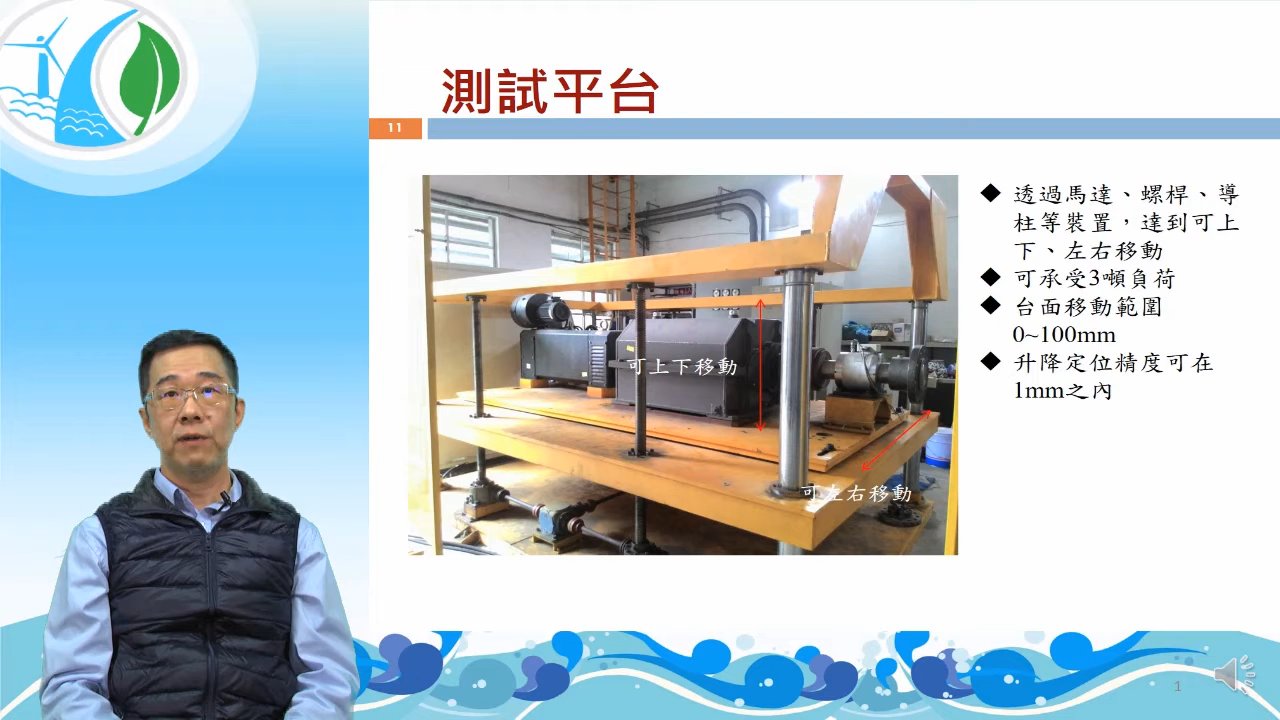 測試平台
11
可上下移動
可左右移動
◆ 透過馬達、螺桿、導
柱等裝置，達到可上
下、左右移動
◆ 可承受3噸負荷
◆ 台面移動範圍
0~100mm
◆ 升降定位精度可在
1mm之內
1